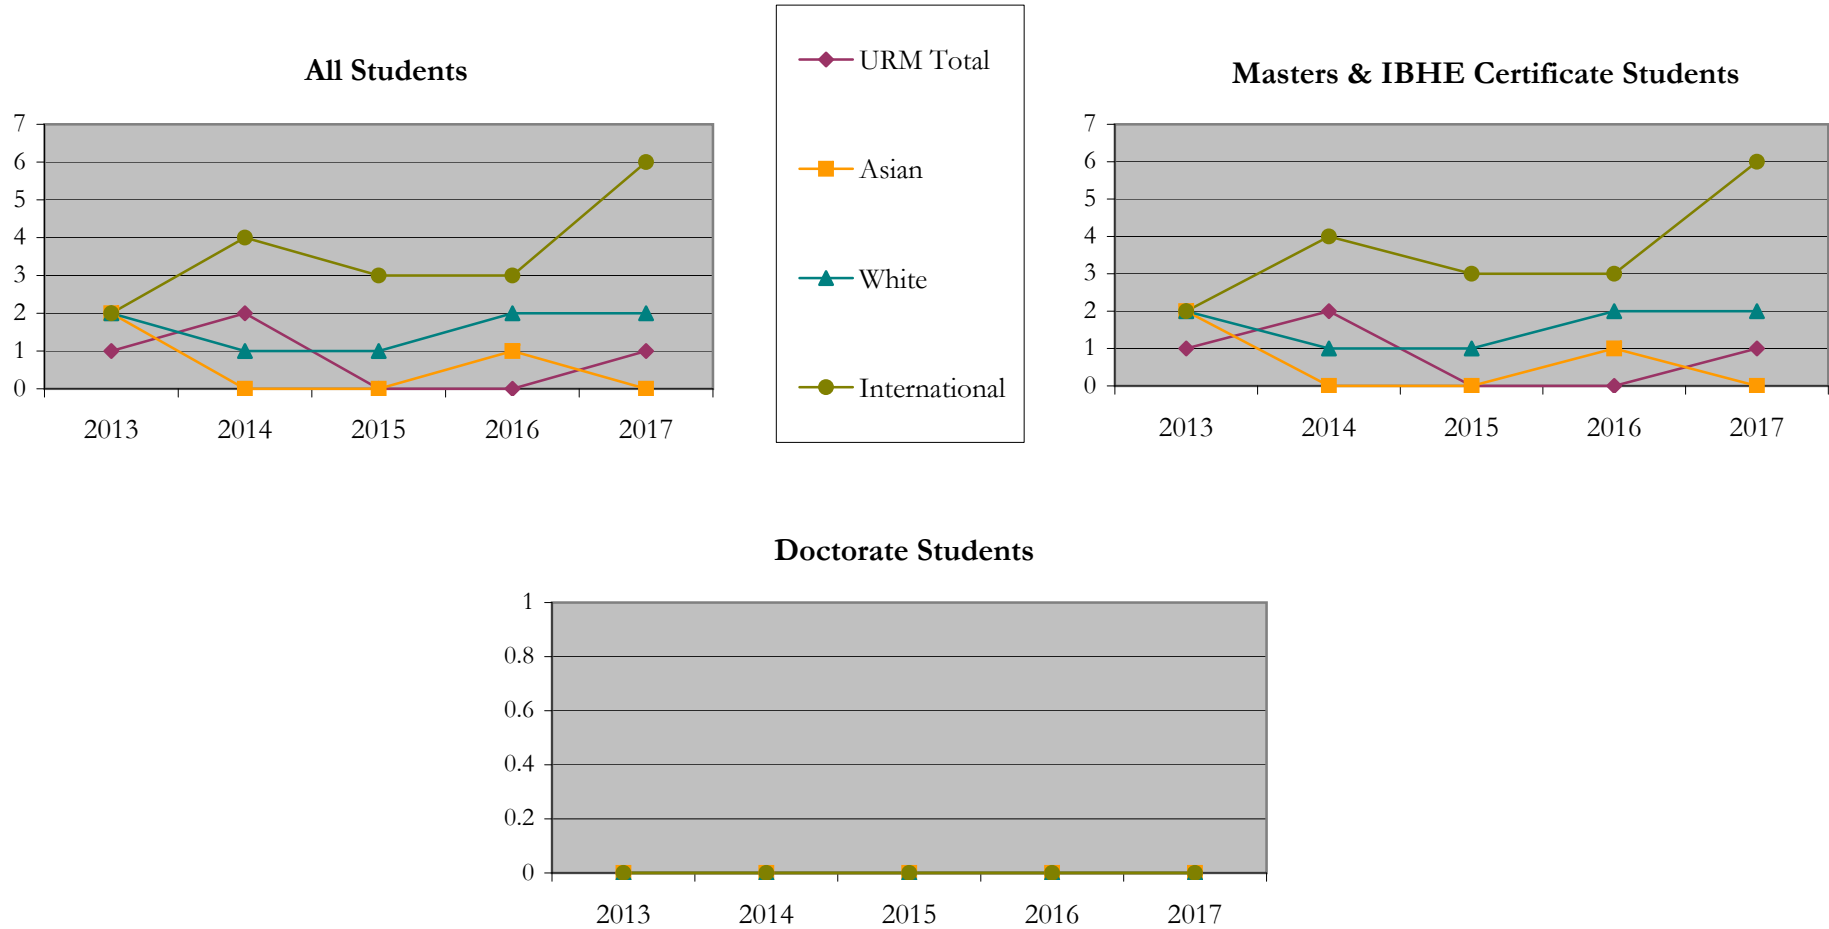 All Students
7
6
5
4
3
2
1
0
2013 2014 2015 2016 2017
URM Total
Asian
White
International
Masters & IBHE Certificate Students
7
6
5
4
3
2
1
0
2013 2014 2015 2016 2017
Doctorate Students
1
0.8
0.6
0.4
0.2
0
2013 2014 2015 2016 2017